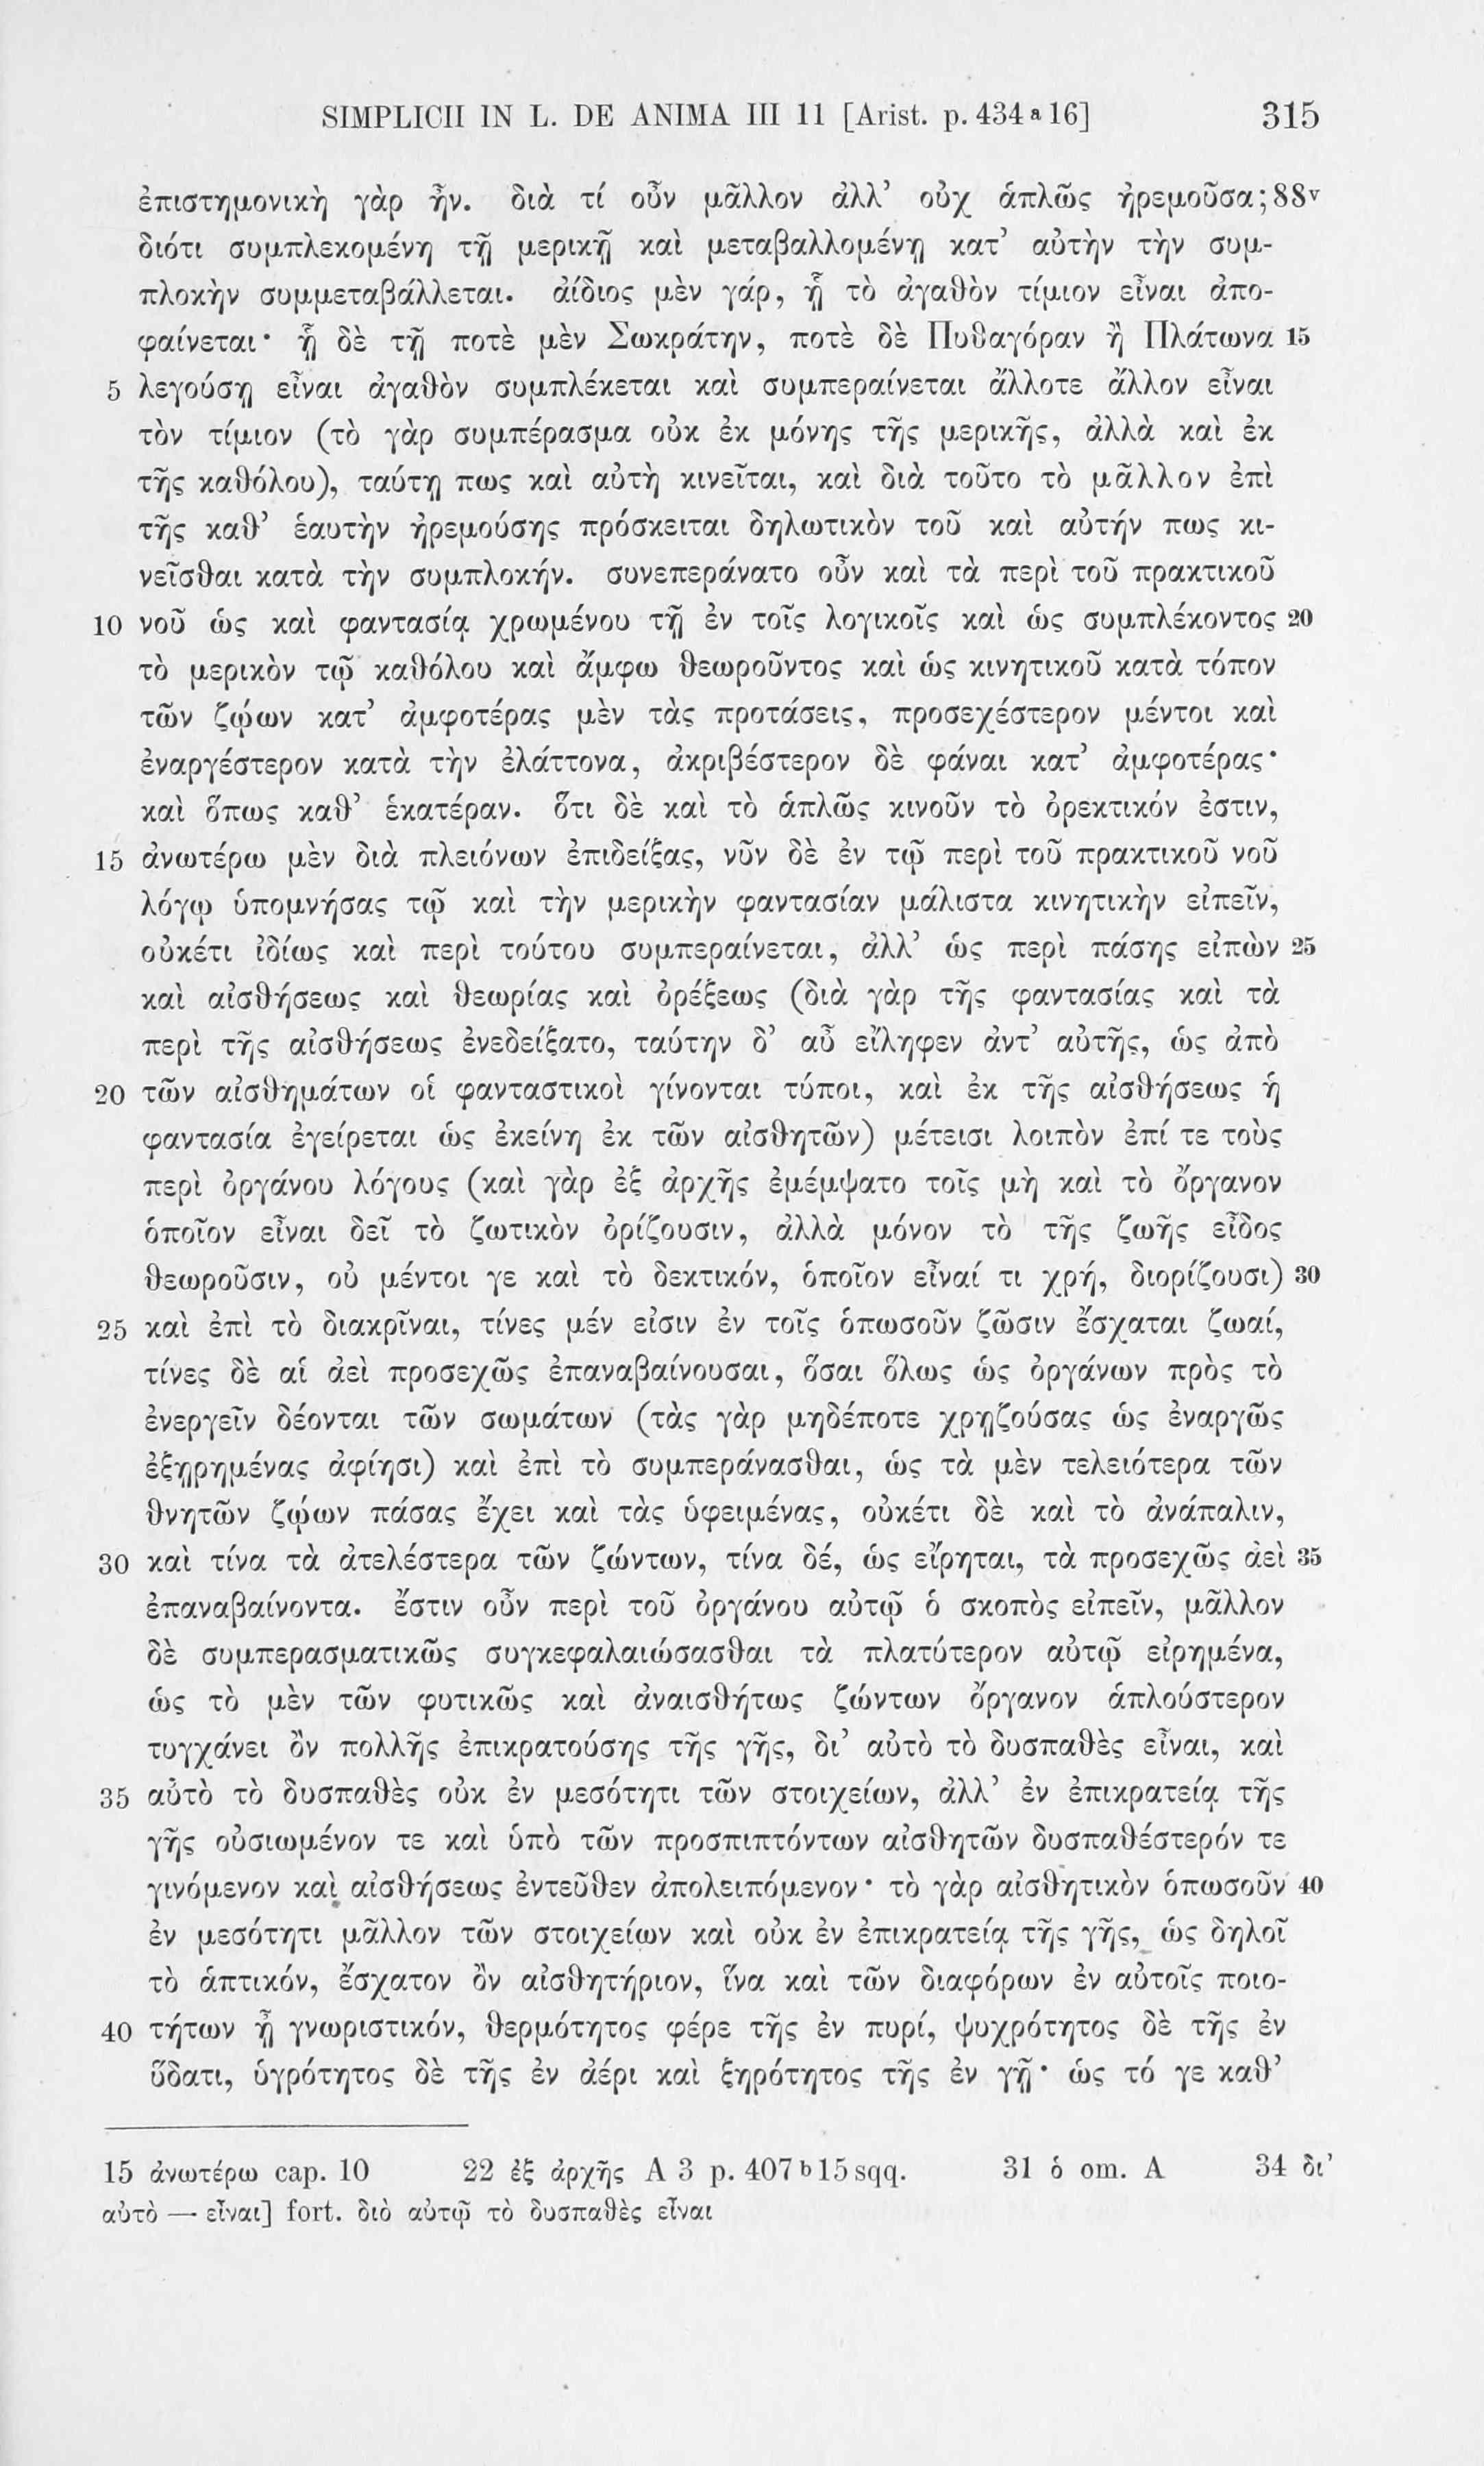 SIMPLICII IN L. DE ANIMA III 11 [Arist. p. 434 a 16] 315
ἐπιστημονικὴ γὰρ ἦν. διὰ τί οὖν μᾶλλον ἀλλ’ οὐχ ἁπλῶς ἠρεμοῦσα; 88v
διότι συμπλεκομένη τῇ μερικῇ καὶ μεταβαλλομένῃ κατ’ αὐτὴν τὴν συμ-
πλοκὴν συμμεταβάλλεται. ἀίδιος μὲν γάρ, ᾗ τὸ ἀγαθὸν τίμιον εἶναι ἀπο-
φαίνεται· ᾗ δὲ τῇ ποτὲ μὲν Σωκράτην, ποτὲ δὲ Πυθαγόραν ἢ Πλάτωνα 15
5 λεγούσῃ εἶναι ἀγαθὸν συμπλέκεται καὶ συμπεραίνεται ἄλλοτε ἄλλον εἶναι
τὸν τίμιον (τὸ γὰρ συμπέρασμα οὐκ ἐκ μόνης τῆς μερικῆς, ἀλλὰ καὶ ἐκ
τῆς καθόλου), ταύτῃ πως καὶ αὐτὴ κινεῖται, καὶ διὰ τοῦτο τὸ μᾶλλον ἐπὶ
τῆς καθ’ ἑαυτὴν ἠρεμούσης πρόσκειται δηλωτικὸν τοῦ καὶ αὐτήν πως κι-
νεῖσθαι κατὰ τὴν συμπλοκήν. συνεπεράνατο οὖν καὶ τὰ περὶ τοῦ πρακτικοῦ
10 νοῦ ὡς καὶ φαντασίᾳ χρωμένου τῇ ἐν τοῖς λογικοῖς καὶ ὡς συμπλέκοντος 20
τὸ μερικὸν τῷ καθόλου καὶ ἄμφω θεωροῦντος καὶ ὡς κινητικοῦ κατὰ τόπον
τῶν ζῴων κατ’ ἀμφοτέρας μὲν τὰς προτάσεις, προσεχέστερον μέντοι καὶ
ἐναργέστερον κατὰ τὴν ἐλάττονα, ἀκριβέστερον δὲ φάναι κατ’ ἀμφοτέρας·
καὶ ὅπως καθ’ ἑκατέραν. ὅτι δὲ καὶ τὸ ἁπλῶς κινοῦν τὸ ὀρεκτικόν ἐστιν,
15 ἀνωτέρω μὲν διὰ πλειόνων ἐπιδείξας, νῦν δὲ ἐν τῷ περὶ τοῦ πρακτικοῦ νοῦ
λόγῳ ὑπομνήσας τῷ καὶ τὴν μερικὴν φαντασίαν μάλιστα κινητικὴν εἰπεῖν,
οὐκέτι ἰδίως καὶ περὶ τούτου συμπεραίνεται, ἀλλ’ ὡς περὶ πάσης εἰπὼν 25
καὶ αἰσθήσεως καὶ θεωρίας καὶ ὀρέξεως (διὰ γὰρ τῆς φαντασίας καὶ τὰ
περὶ τῆς αἰσθήσεως ἐνεδείξατο, ταύτην δ’ αὖ εἴληφεν ἀντ’ αὐτῆς, ὡς ἀπὸ
20 τῶν αἰσθημάτων οἱ φανταστικοὶ γίνονται τύποι, καὶ ἐκ τῆς αἰσθήσεως ἡ
φαντασία ἐγείρεται ὡς ἐκείνη ἐκ τῶν αἰσθητῶν) μέτεισι λοιπὸν ἐπί τε τοὺς
περὶ ὀργάνου λόγους (καὶ γὰρ ἐξ ἀρχῆς ἐμέμψατο τοῖς μὴ καὶ τὸ ὄργανον
ὁποῖον εἶναι δεῖ τὸ ζωτικὸν ὁρίζουσιν, ἀλλὰ μόνον τὸ τῆς ζωῆς εἶδος
θεωροῦσιν, οὐ μέντοι γε καὶ τὸ δεκτικόν, ὁποῖον εἶναί τι χρή, διορίζουσι) 30
25 καὶ ἐπὶ τὸ διακρῖναι, τίνες μέν εἰσιν ἐν τοῖς ὁπωσοῦν ζῶσιν ἔσχαται ζωαί,
τίνες δὲ αἱ ἀεὶ προσεχῶς ἐπαναβαίνουσαι, ὅσαι ὅλως ὡς ὀργάνων πρὸς τὸ
ἐνεργεῖν δέονται τῶν σωμάτων (τὰς γὰρ μηδέποτε χρῃζούσας ὡς ἐναργῶς
ἐξῃρημένας ἀφίησι) καὶ ἐπὶ τὸ συμπεράνασθαι, ὡς τὰ μὲν τελειότερα τῶν
θνητῶν ζῴων πάσας ἔχει καὶ τὰς ὑφειμένας, οὐκέτι δὲ καὶ τὸ ἀνάπαλιν,
30 καὶ τίνα τὰ ἀτελέστερα τῶν ζώντων, τίνα δέ, ὡς εἴρηται, τὰ προσεχῶς ἀεὶ 35
ἐπαναβαίνοντα. ἔστιν οὖν περὶ τοῦ ὀργάνου αὐτῷ ὁ σκοπὸς εἰπεῖν, μᾶλλον
δὲ συμπερασματικῶς συγκεφαλαιώσασθαι τὰ πλατύτερον αὐτῷ εἰρημένα,
ὡς τὸ μὲν τῶν φυτικῶς καὶ ἀναισθήτως ζώντων ὄργανον ἁπλούστερον
τυγχάνει ὂν πολλῆς ἐπικρατούσης τῆς γῆς, δι’ αὐτὸ τὸ δυσπαθὲς εἶναι, καὶ
35 αὐτὸ τὸ δυσπαθὲς οὐκ ἐν μεσότητι τῶν στοιχείων, ἀλλ’ ἐν ἐπικρατείᾳ τῆς
γῆς οὐσιωμένον τε καὶ ὑπὸ τῶν προσπιπτόντων αἰσθητῶν δυσπαθέστερόν τε
γινόμενον καὶ αἰσθήσεως ἐντεῦθεν ἀπολειπόμενον· τὸ γὰρ αἰσθητικὸν ὁπωσοῦν 40
ἐν μεσότητι μᾶλλον τῶν στοιχείων καὶ οὐκ ἐν ἐπικρατείᾳ τῆς γῆς, ὡς δηλοῖ
τὸ ἁπτικόν, ἔσχατον ὂν αἰσθητήριον, ἵνα καὶ τῶν διαφόρων ἐν αὐτοῖς ποιο-
40 τήτων ᾖ γνωριστικόν, θερμότητος φέρε τῆς ἐν πυρί, ψυχρότητος δὲ τῆς ἐν
ὕδατι, ὑγρότητος δὲ τῆς ἐν ἀέρι καὶ ξηρότητος τῆς ἐν γῇ· ὡς τό γε καθ’
15 ἀνωτέρω cap. 10 22 ἐξ ἀρχῆς A 3 p. 407 b 15 sqq. 31 ὁ om. A 34 δι’
αὐτὸ — εἶναι] fort. διὸ αὐτῷ τὸ δυσπαθὲς εἶναι